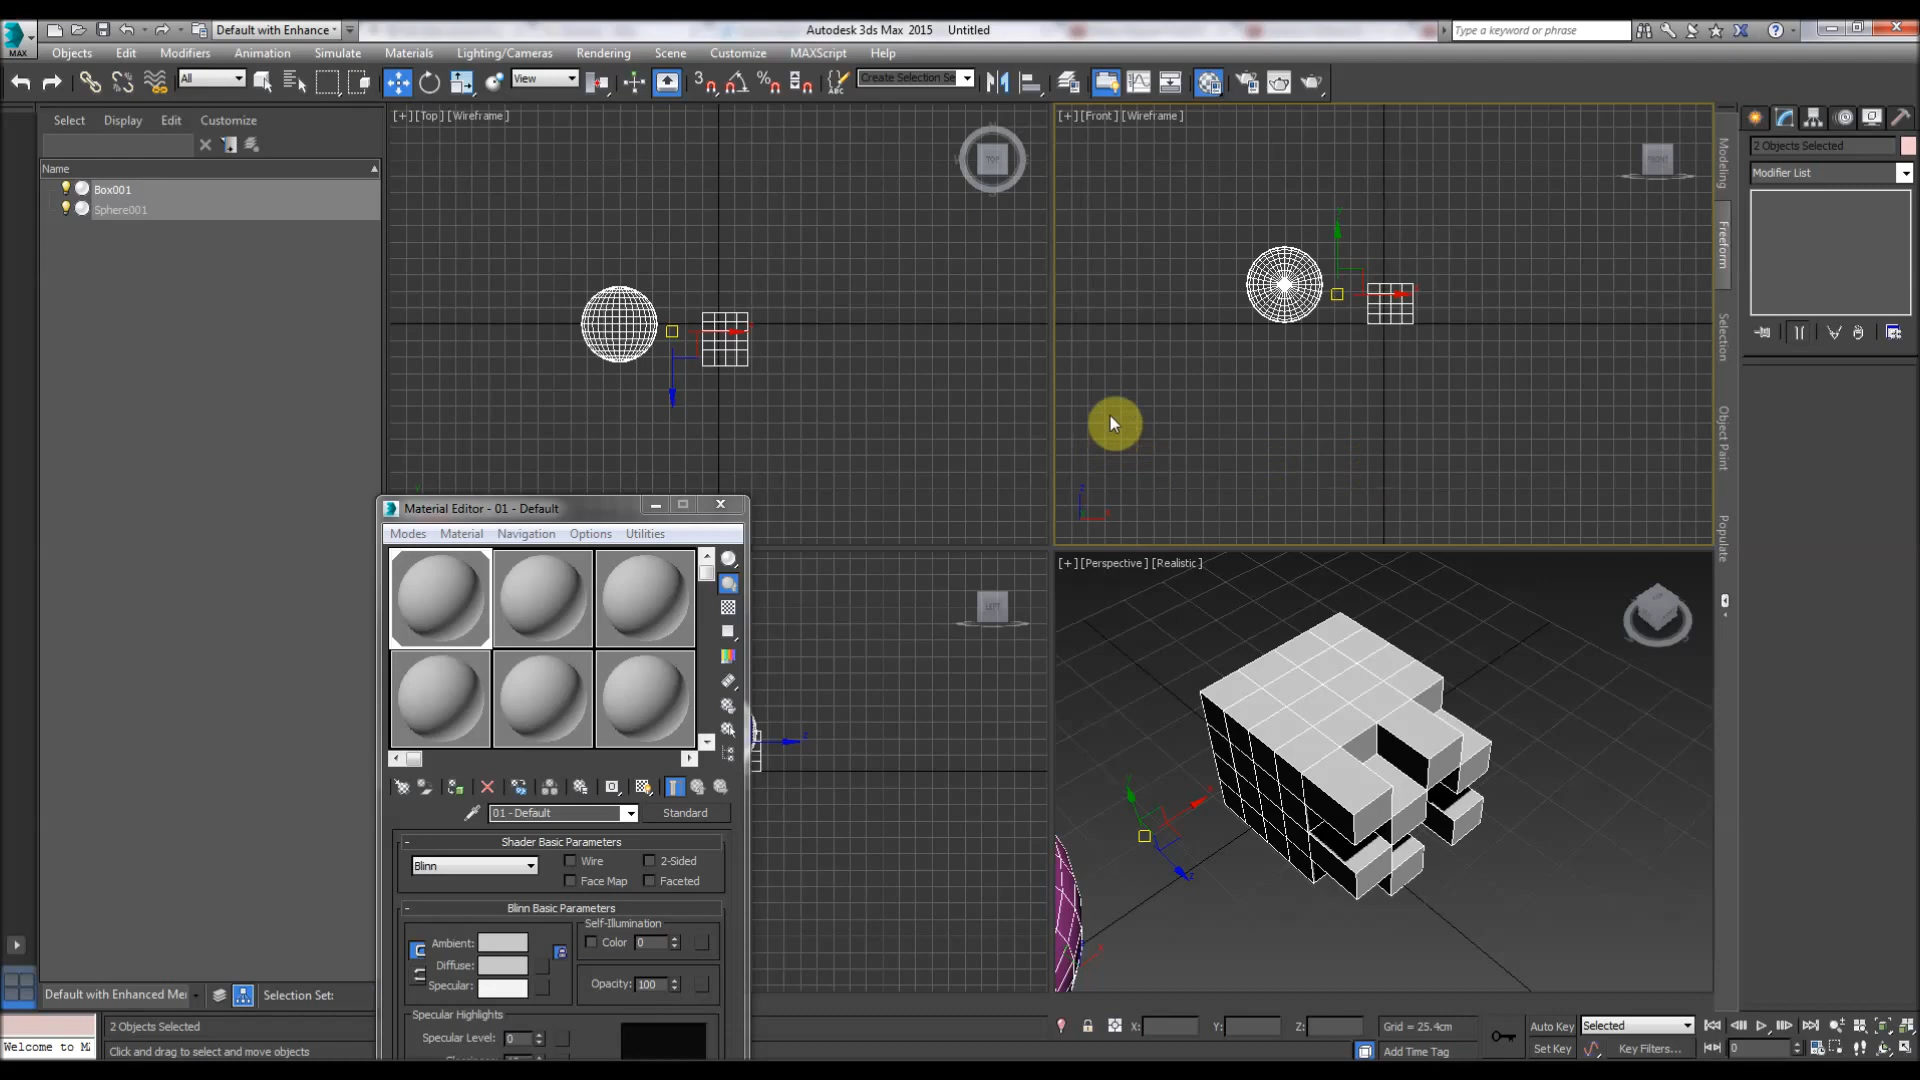 Default with Enhance
Autodesk 3ds Max 2015 Untitled
Type a keyword or phrase
MAX
Objects Edit Modifiers Animation Simulate Materials Lighting/Cameras Rendering Scene Customize MAXScript Help
All
View
Create Selection Se
Select Display Edit Customize
Name
Box001
Sphere001
[+] [Top] [Wireframe]
TOP
[+] [Front] [Wireframe]
FRONT
2 Objects Selected
Modifier List
Modeling
Freeform
Selection
Object Paint
Populate
Material Editor - 01 - Default
Modes Material Navigation Options Utilities
LEFT
[+] [Perspective] [Realistic]
01 - Default
Standard
Shader Basic Parameters
Blinn
Wire
2-Sided
Face Map
Faceted
Blinn Basic Parameters
Self-Illumination
Ambient:
Color 0
Diffuse:
Specular:
Opacity: 100
Specular Highlights
Specular Level: 0
Default with Enhanced Me
Selection Set:
2 Objects Selected
Welcome to M
Click and drag to select and move objects
X:
Y:
Z:
Grid = 25.4cm
Add Time Tag
Auto Key
Selected
Set Key
Key Filters...
0